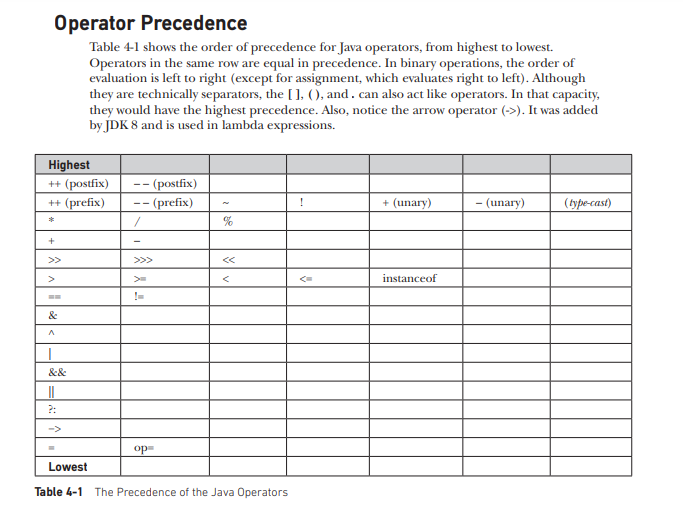 Operator Precedence
Table 4-1 shows the order of precedence for Java operators, from highest to lowest.
Operators in the same row are equal in precedence. In binary operations, the order of
evaluation is left to right (except for assignment, which evaluates right to left). Although
they are technically separators, the [ ], ( ), and . can also act like operators. In that capacity,
they would have the highest precedence. Also, notice the arrow operator (->). It was added
by JDK 8 and is used in lambda expressions.
Highest
++ (postfix) −− (postfix)
++ (prefix) −− (prefix) ~ ! + (unary) − (unary) (type-cast)
* / %
+ −
>> >>> <<
> >= < <= instanceof
== !=
&
^
|
&&
||
?:
−>
= op=
Lowest
Table 4-1 The Precedence of the Java Operators